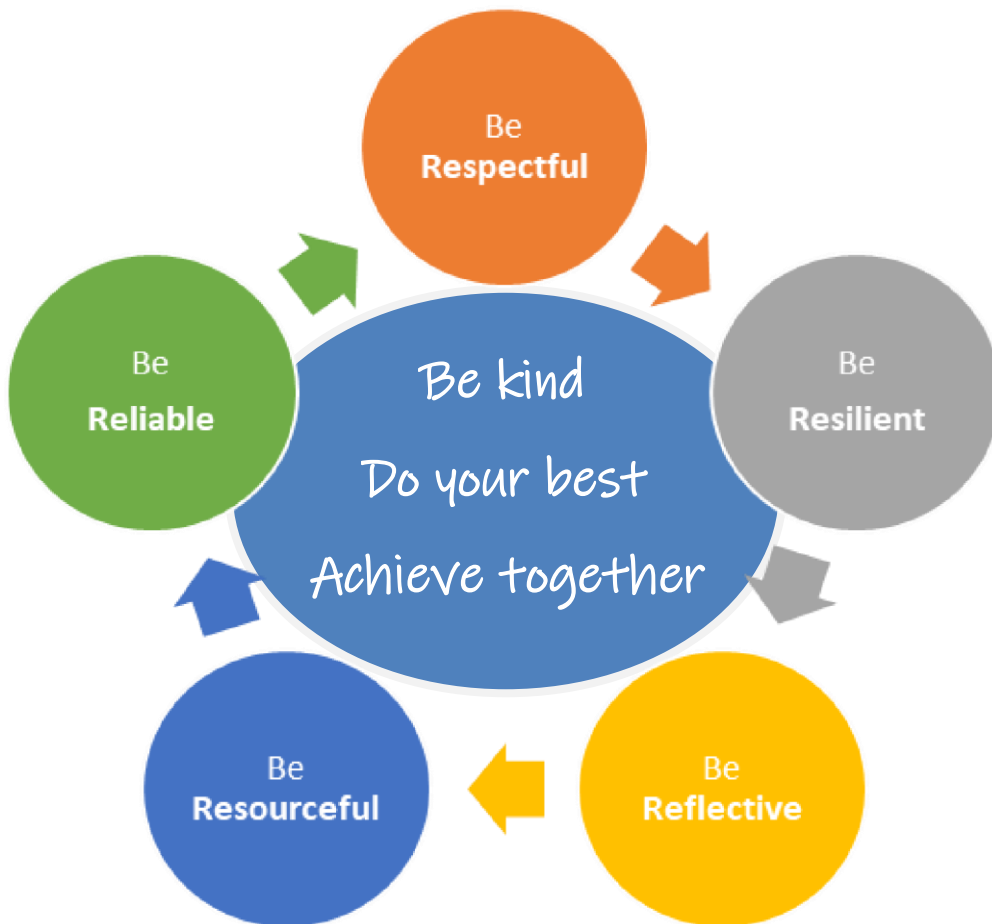 Be
Respectful
Be
Resilient
Be
Reflective
Be
Resourceful
Be
Reliable
Be kind
Do your best
Achieve together